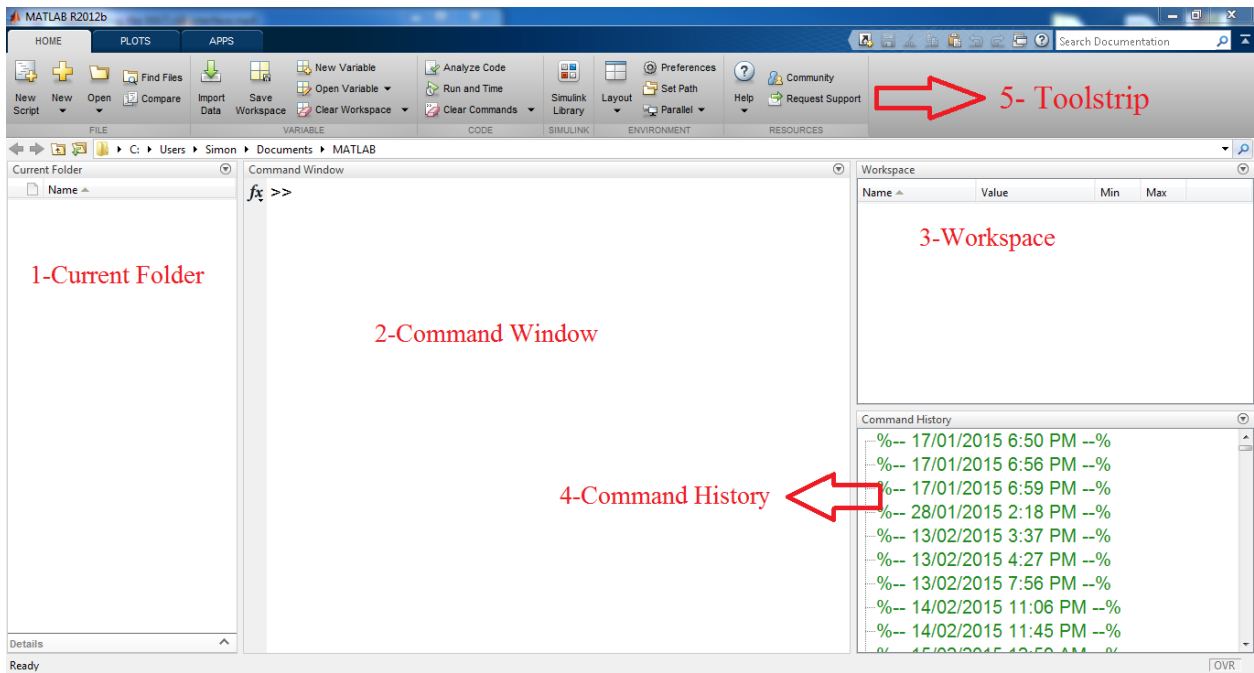 MATLAB R2012b
HOME PLOTS APPS
Search Documentation
New Script
New
Open
Find Files
Compare
Import Data
Save Workspace
New Variable
Open Variable
Clear Workspace
Analyze Code
Run and Time
Clear Commands
Simulink Library
Layout
Preferences
Set Path
Parallel
Help
Community
Request Support
5- Toolstrip
FILE VARIABLE CODE SIMULINK ENVIRONMENT RESOURCES
C: Users Simon Documents MATLAB
Current Folder
Name
1-Current Folder
Details
Command Window
fx >>
2-Command Window
Workspace
Name Value Min Max
3-Workspace
4-Command History
Command History
%-- 17/01/2015 6:50 PM --%
%-- 17/01/2015 6:56 PM --%
%-- 17/01/2015 6:59 PM --%
%-- 28/01/2015 2:18 PM --%
%-- 13/02/2015 3:37 PM --%
%-- 13/02/2015 4:27 PM --%
%-- 13/02/2015 7:56 PM --%
%-- 14/02/2015 11:06 PM --%
%-- 14/02/2015 11:45 PM --%
Ready
OVR